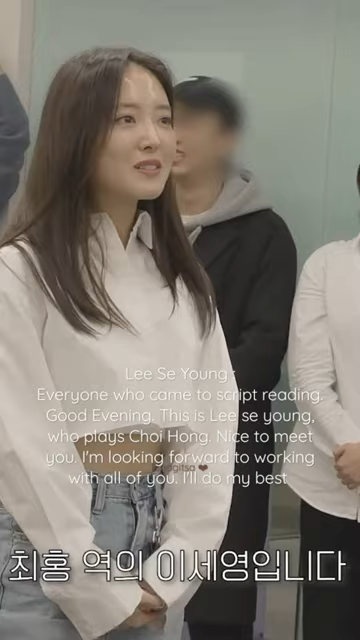 Lee Se Young :
Everyone who came to script reading.
Good Evening. This is Lee se young,
who plays Choi Hong. Nice to meet
you. I'm looking forward to working
with all of you. I'll do my best
최홍 역의 이세영입니다